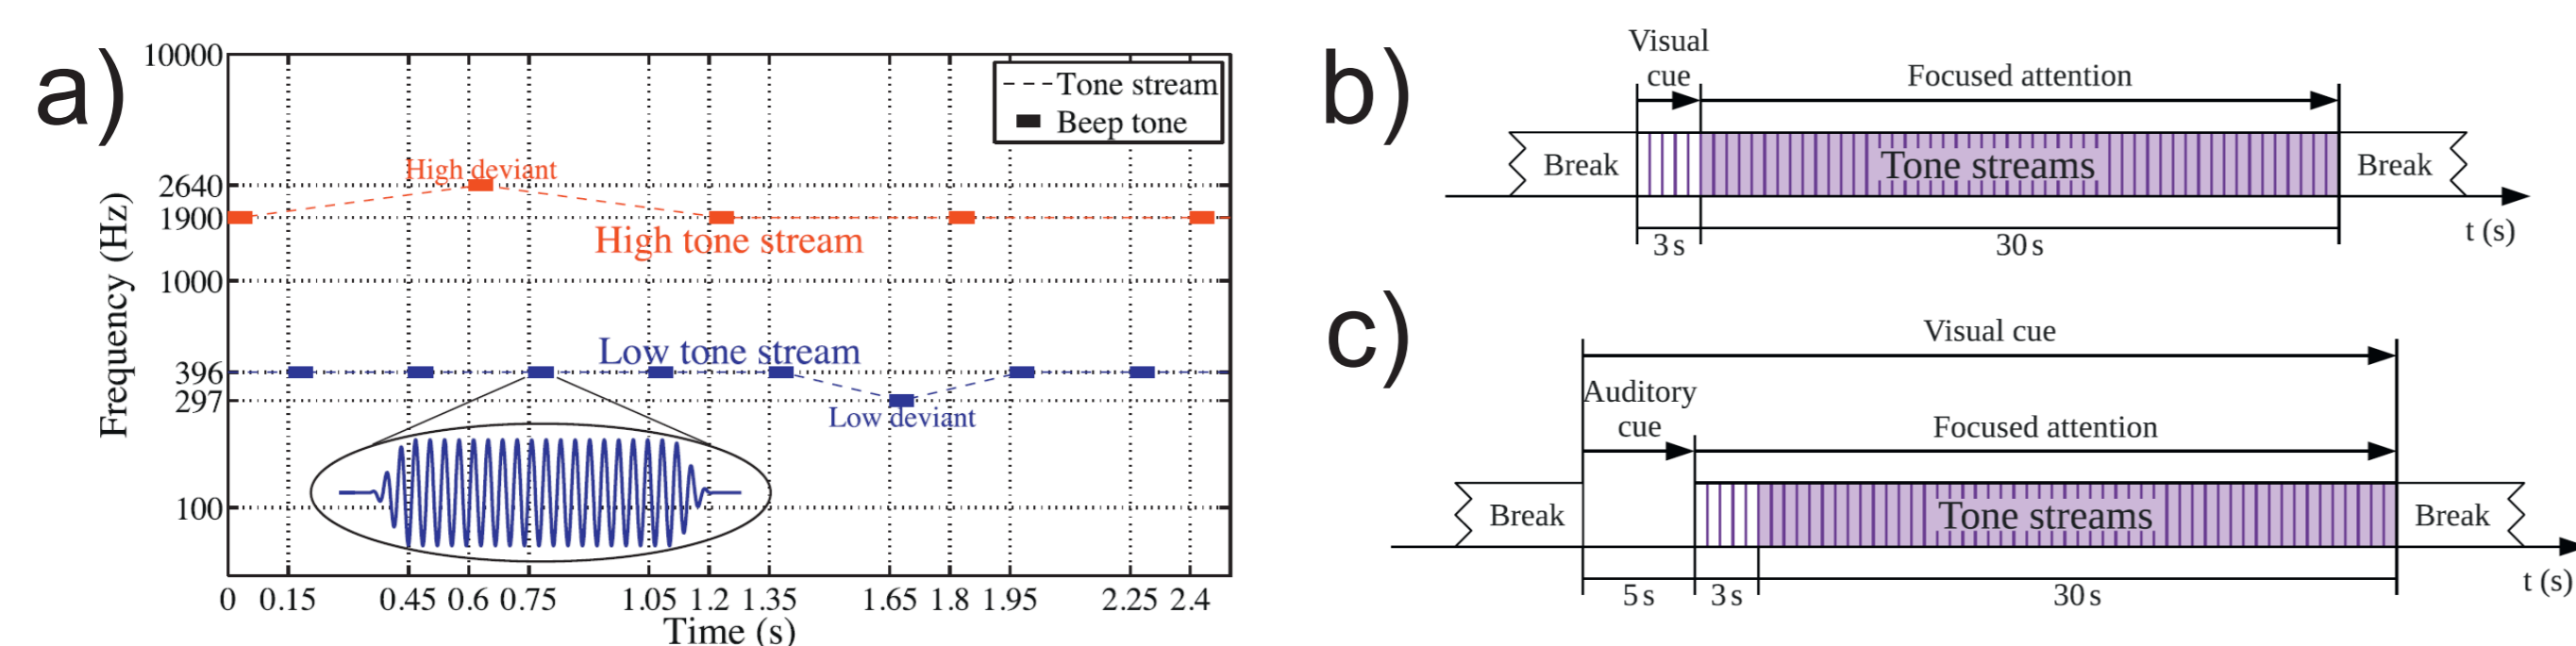 a)
10000
2640
1900
1000
396
297
100
Frequency (Hz)
Tone stream
Beep tone
High deviant
High tone stream
Low tone stream
Low deviant
0 0.15 0.45 0.6 0.75 1.05 1.2 1.35 1.65 1.8 1.95 2.25 2.4
Time (s)
b)
Visual
cue
Focused attention
Break
Tone streams
Break
3 s
30 s
t (s)
c)
Visual cue
Auditory
cue
Focused attention
Break
Tone streams
Break
5 s
3 s
30 s
t (s)